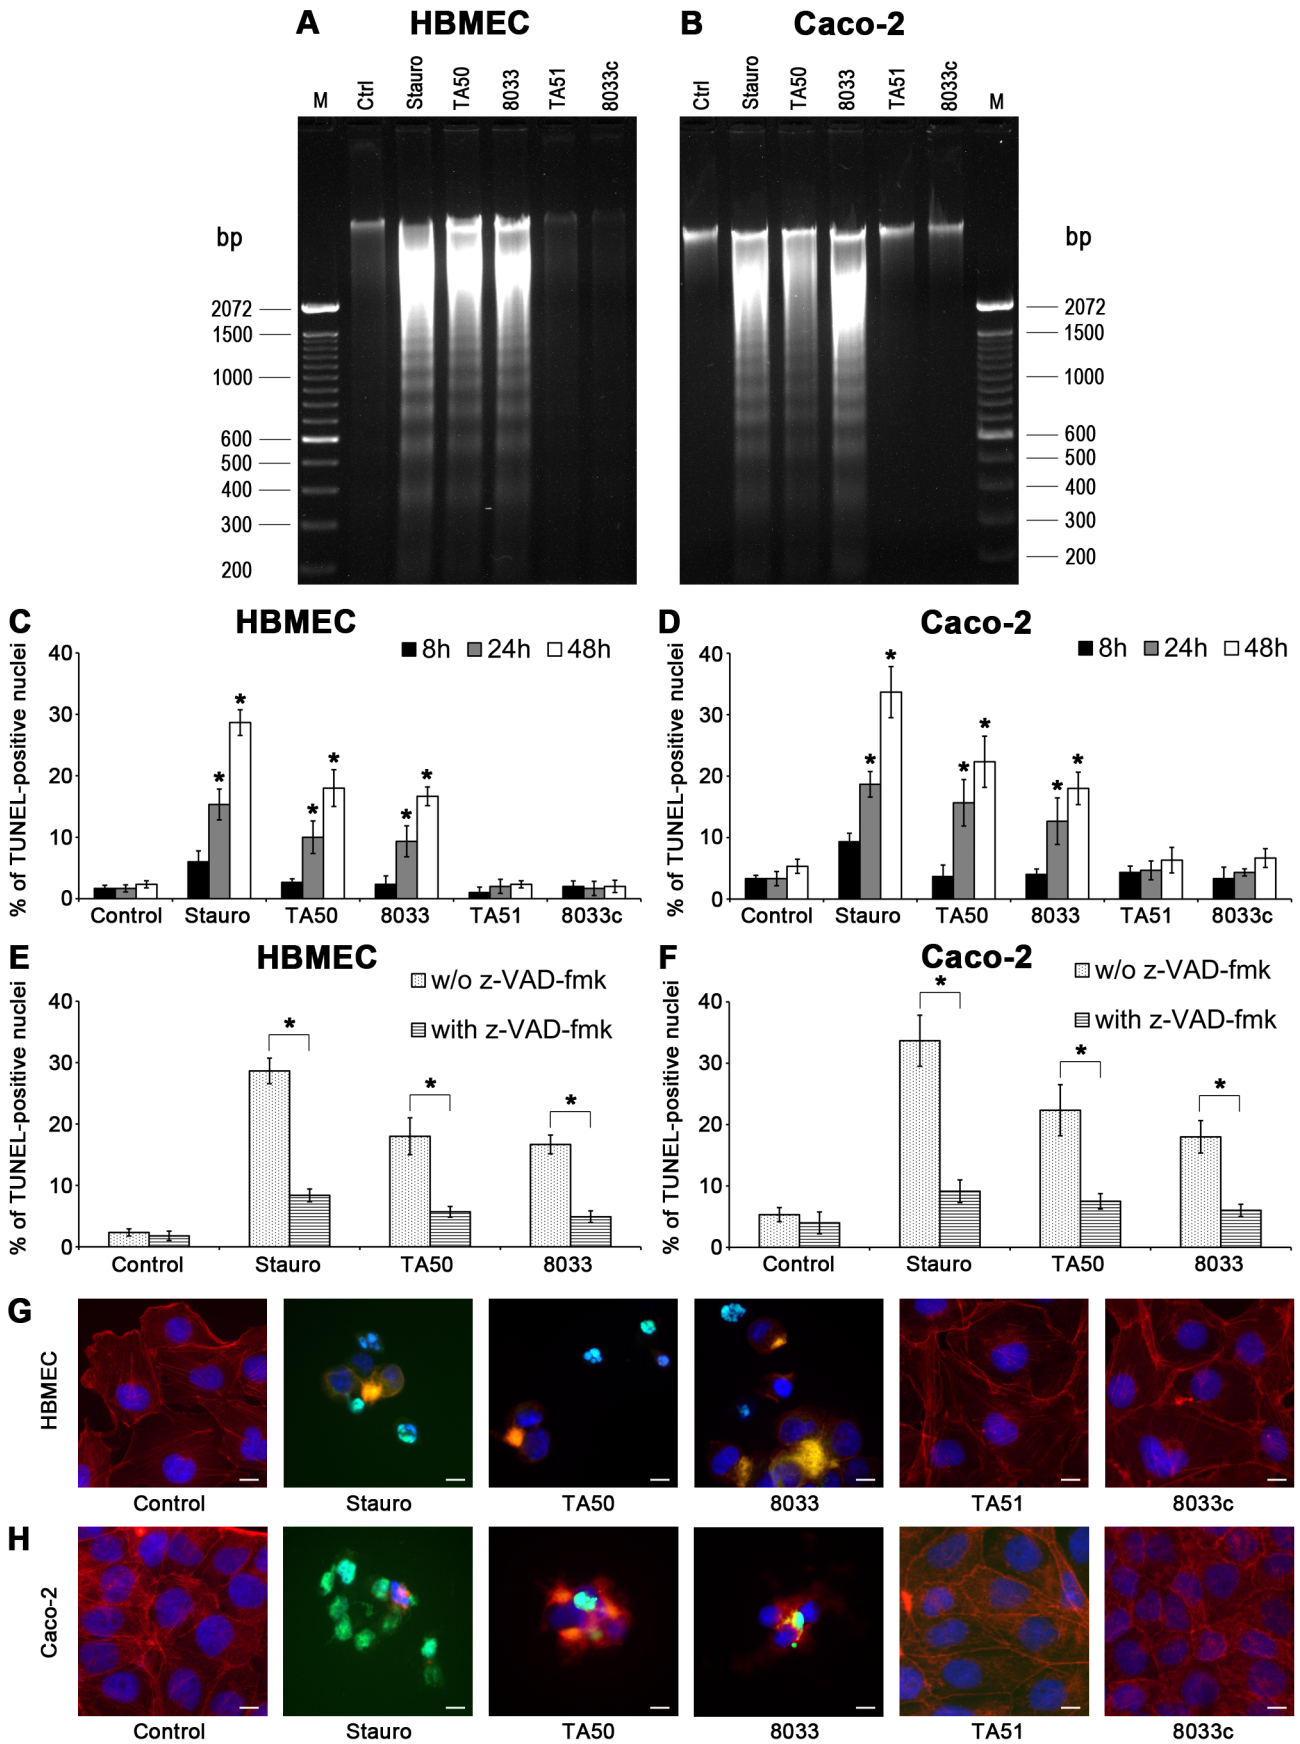 A HBMEC
M Ctrl Stauro TA50 8033 TA51 8033c
bp
2072
1500
1000
600
500
400
300
200
B Caco-2
Ctrl Stauro TA50 8033 TA51 8033c M
bp
2072
1500
1000
600
500
400
300
200
C HBMEC
8h 24h 48h
% of TUNEL-positive nuclei
40
30
20
10
0
* * * * * *
Control Stauro TA50 8033 TA51 8033c
D Caco-2
8h 24h 48h
% of TUNEL-positive nuclei
40
30
20
10
0
* * * * * *
Control Stauro TA50 8033 TA51 8033c
E HBMEC
w/o z-VAD-fmk
with z-VAD-fmk
% of TUNEL-positive nuclei
40
30
20
10
0
* * *
Control Stauro TA50 8033
F Caco-2
w/o z-VAD-fmk
with z-VAD-fmk
% of TUNEL-positive nuclei
40
30
20
10
0
* * *
Control Stauro TA50 8033
G
HBMEC
Control Stauro TA50 8033 TA51 8033c
H
Caco-2
Control Stauro TA50 8033 TA51 8033c